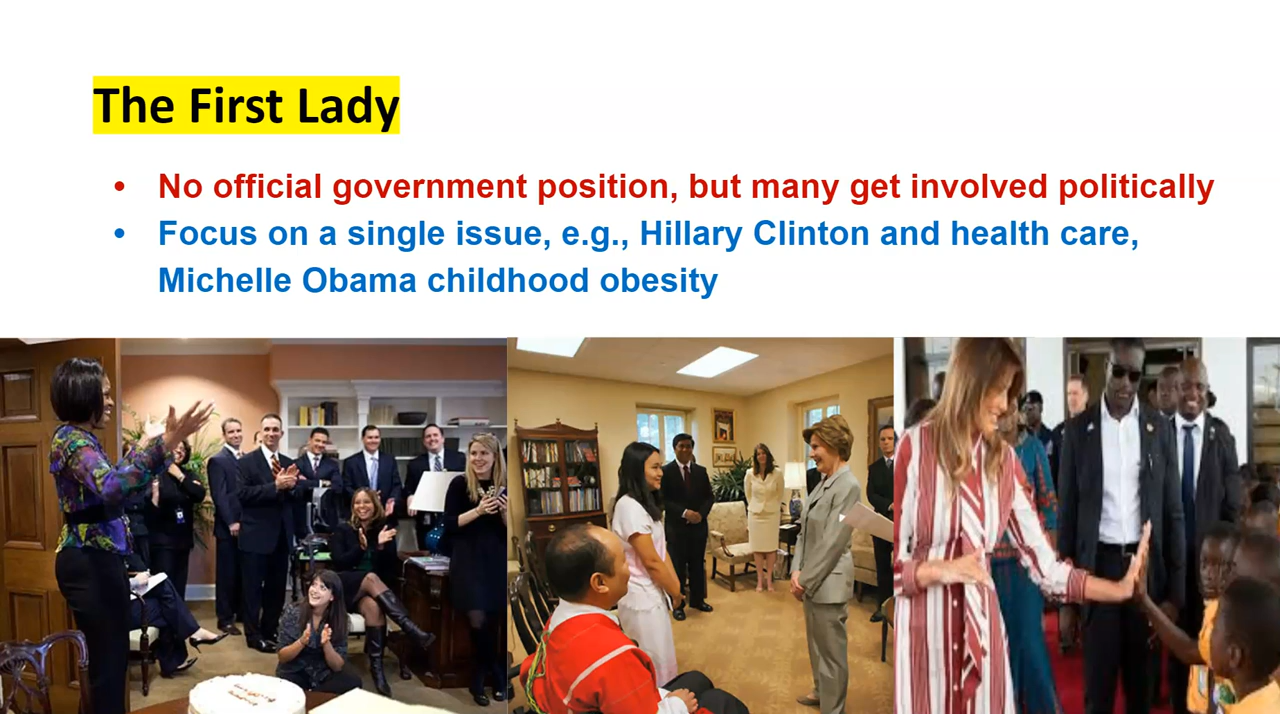 The First Lady
• No official government position, but many get involved politically
• Focus on a single issue, e.g., Hillary Clinton and health care,
Michelle Obama childhood obesity